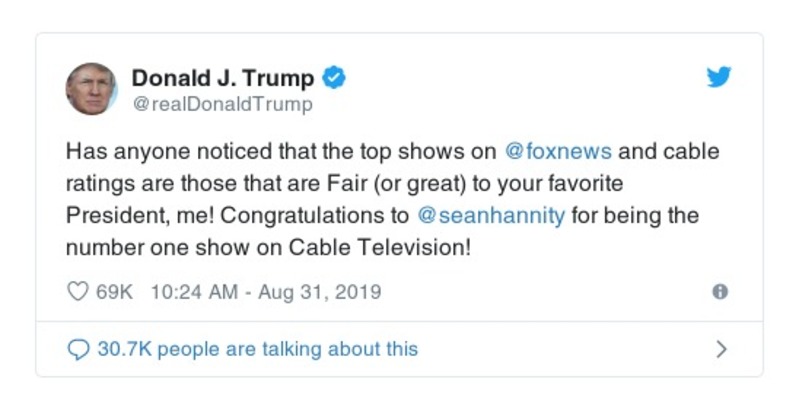 Donald J. Trump
@realDonaldTrump
Has anyone noticed that the top shows on @foxnews and cable
ratings are those that are Fair (or great) to your favorite
President, me! Congratulations to @seanhannity for being the
number one show on Cable Television!
69K 10:24 AM - Aug 31, 2019
30.7K people are talking about this